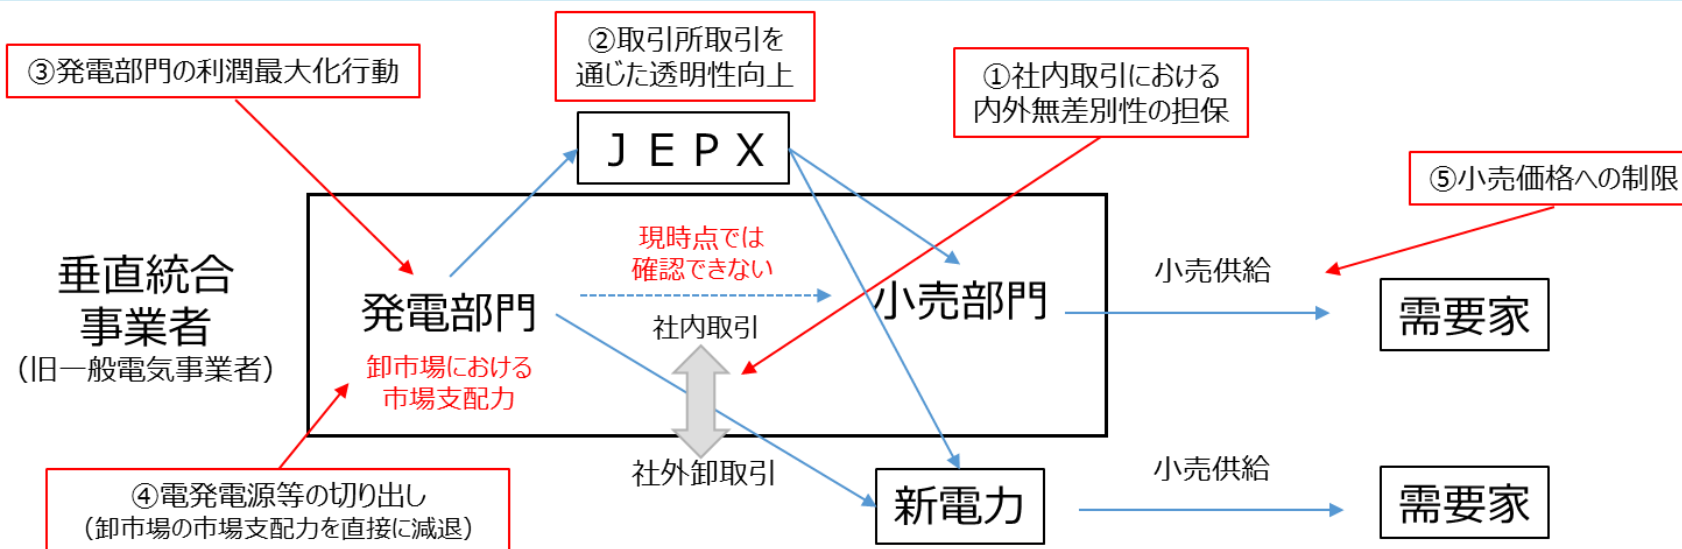 ②取引所取引を
通じた透明性向上
③発電部門の利潤最大化行動
①社内取引における
内外無差別性の担保
ＪＥＰＸ
⑤小売価格への制限
垂直統合
事業者
（旧一般電気事業者）
現時点では
確認できない
発電部門
社内取引
小売部門
小売供給
需要家
卸市場における
市場支配力
社外卸取引
④電発電源等の切り出し
（卸市場の市場支配力を直接に減退）
新電力
小売供給
需要家